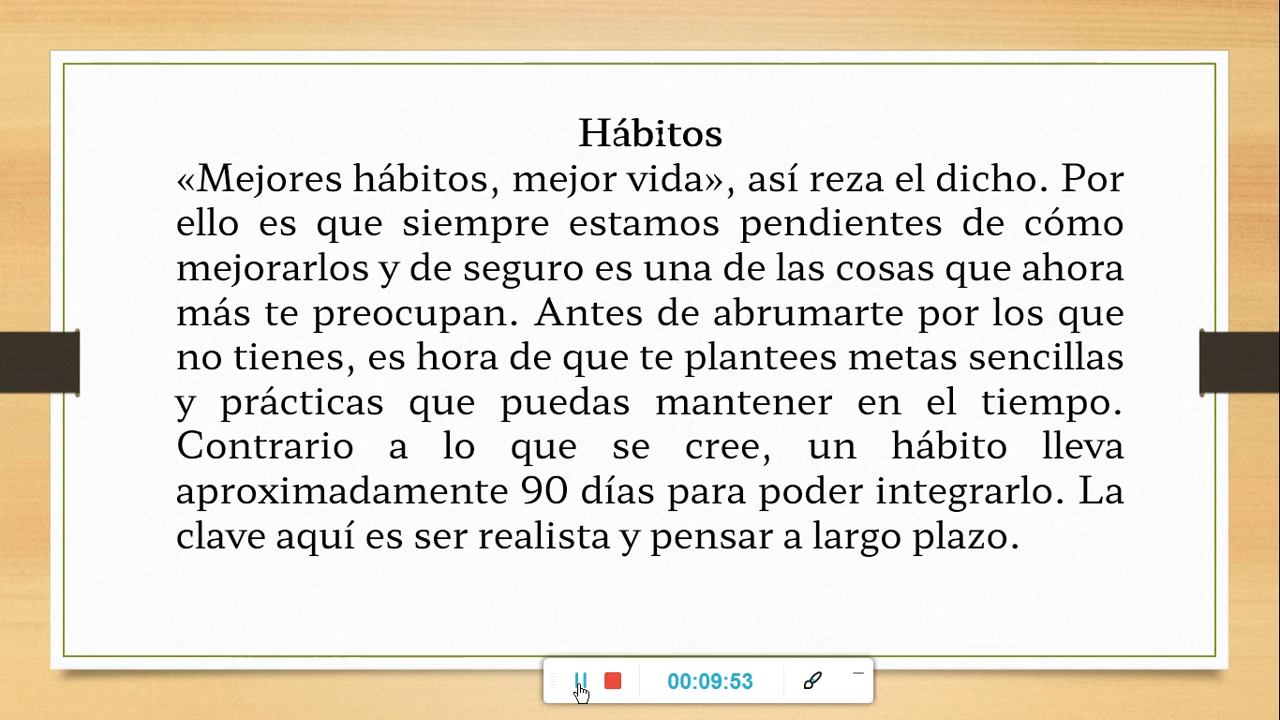 Hábitos
«Mejores hábitos, mejor vida», así reza el dicho. Por
ello es que siempre estamos pendientes de cómo
mejorarlos y de seguro es una de las cosas que ahora
más te preocupan. Antes de abrumarte por los que
no tienes, es hora de que te plantees metas sencillas
y prácticas que puedas mantener en el tiempo.
Contrario a lo que se cree, un hábito lleva
aproximadamente 90 días para poder integrarlo. La
clave aquí es ser realista y pensar a largo plazo.
00:09:53